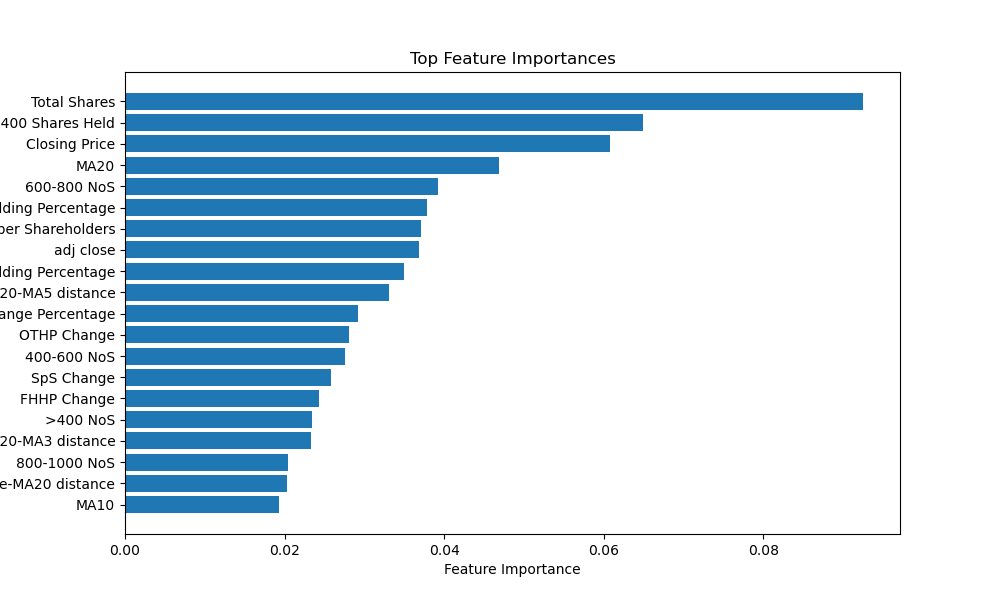 Top Feature Importances
Total Shares
400 Shares Held
Closing Price
MA20
600-800 NoS
lding Percentage
per Shareholders
adj close
lding Percentage
20-MA5 distance
ange Percentage
OTHP Change
400-600 NoS
SpS Change
FHHP Change
>400 NoS
20-MA3 distance
800-1000 NoS
e-MA20 distance
MA10
0.00 0.02 0.04 0.06 0.08
Feature Importance